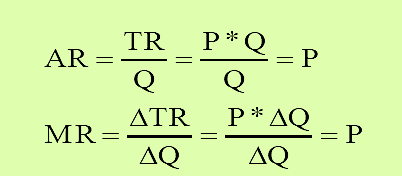 AR = TR/Q = P * Q/Q = P
MR = ΔTR/ΔQ = P * ΔQ/ΔQ = P